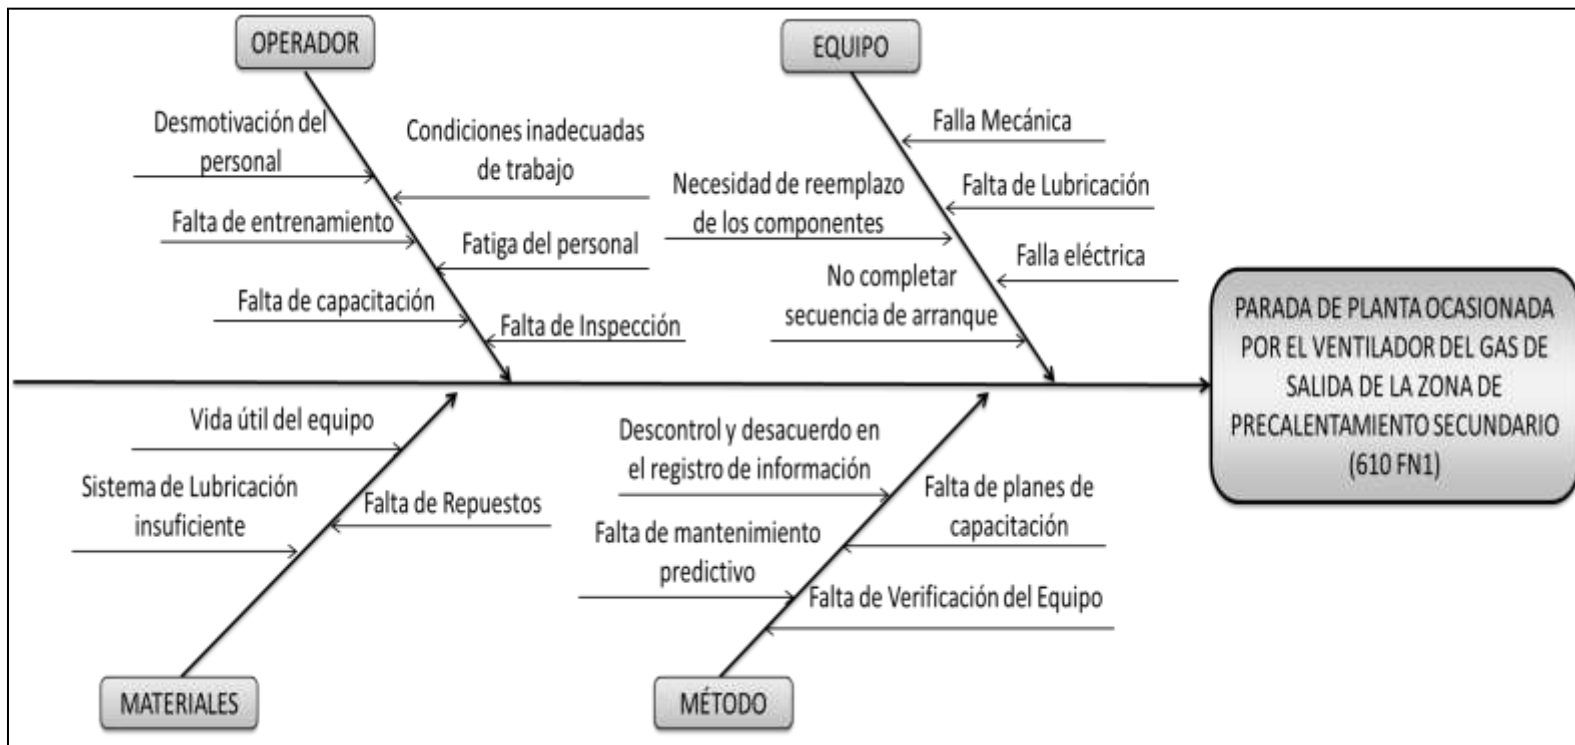 OPERADOR
EQUIPO
Desmotivación del
personal
Condiciones inadecuadas
de trabajo
Falta de entrenamiento
Fatiga del personal
Falta de capacitación
Falta de Inspección
Falla Mecánica
Necesidad de reemplazo
de los componentes
Falta de Lubricación
Falla eléctrica
No completar
secuencia de arranque
PARADA DE PLANTA OCASIONADA
POR EL VENTILADOR DEL GAS DE
SALIDA DE LA ZONA DE
PRECALENTAMIENTO SECUNDARIO
(610 FN1)
Vida útil del equipo
Sistema de Lubricación
insuficiente
Falta de Repuestos
Descontrol y desacuerdo en
el registro de información
Falta de planes de
capacitación
Falta de mantenimiento
predictivo
Falta de Verificación del Equipo
MATERIALES
MÉTODO